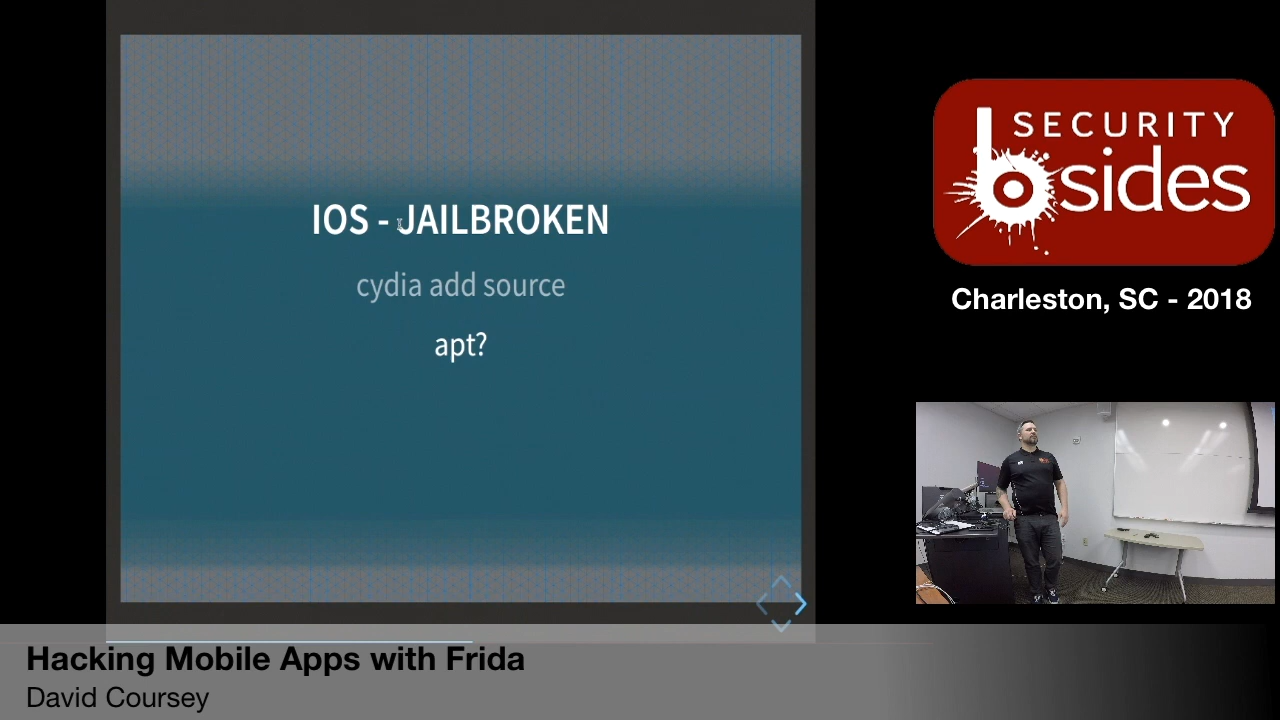 IOS - JAILBROKEN
cydia add source
apt?
SECURITY
bsides
Charleston, SC - 2018
Hacking Mobile Apps with Frida
David Coursey